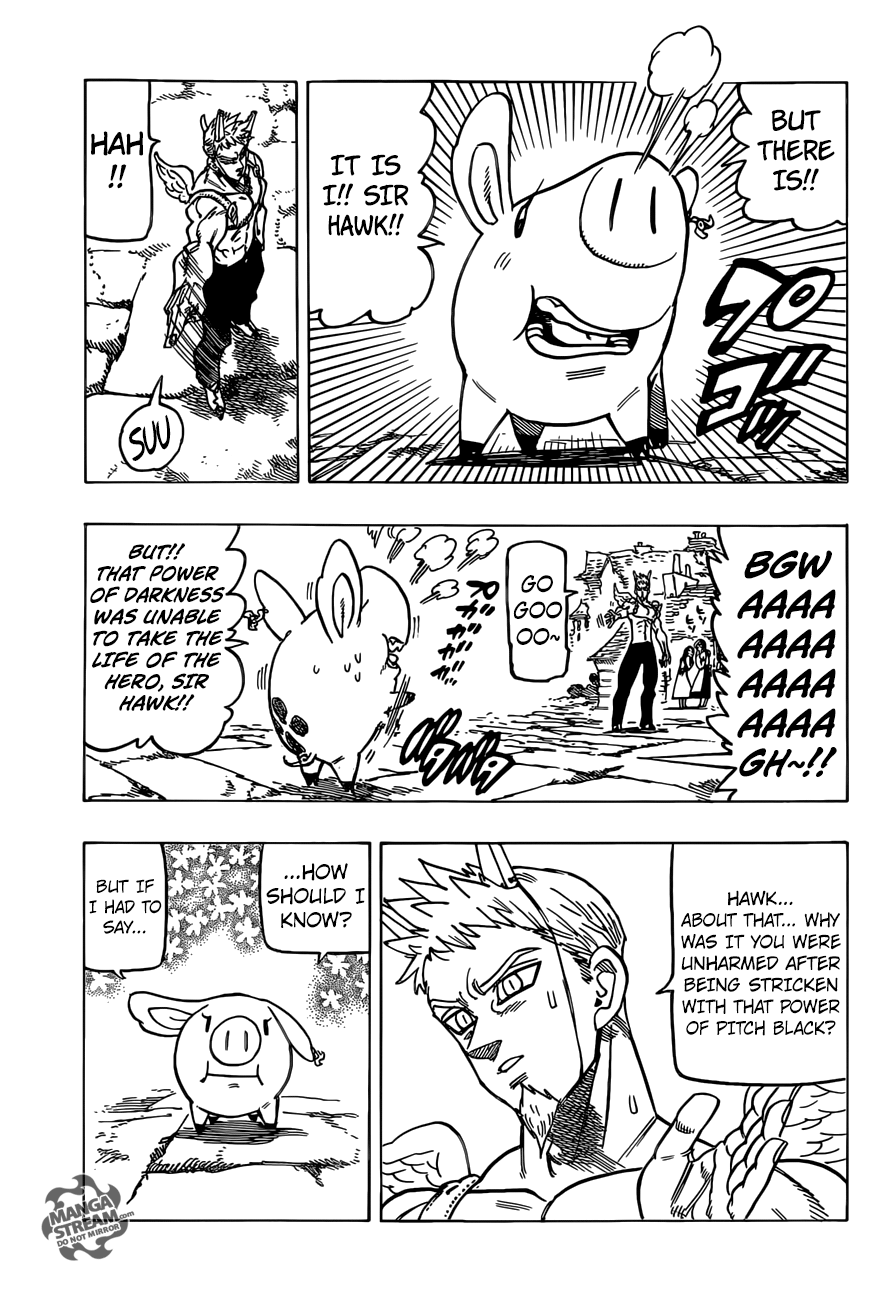 BUT
THERE
IS!!
IT IS
I!! SIR
HAWK!!
HAH
!!
SUU
BGW
AAAA
AAAA
AAAA
AAAA
GH~!!
GO
GOO
OO~
BUT!!
THAT POWER
OF DARKNESS
WAS UNABLE
TO TAKE THE
LIFE OF THE
HERO, SIR
HAWK!!
HAWK...
ABOUT THAT... WHY
WAS IT YOU WERE
UNHARMED AFTER
BEING STRICKEN
WITH THAT POWER
OF PITCH BLACK?
...HOW
SHOULD I
KNOW?
BUT IF
I HAD TO
SAY...
MANGA
STREAM.com
DO NOT MIRROR